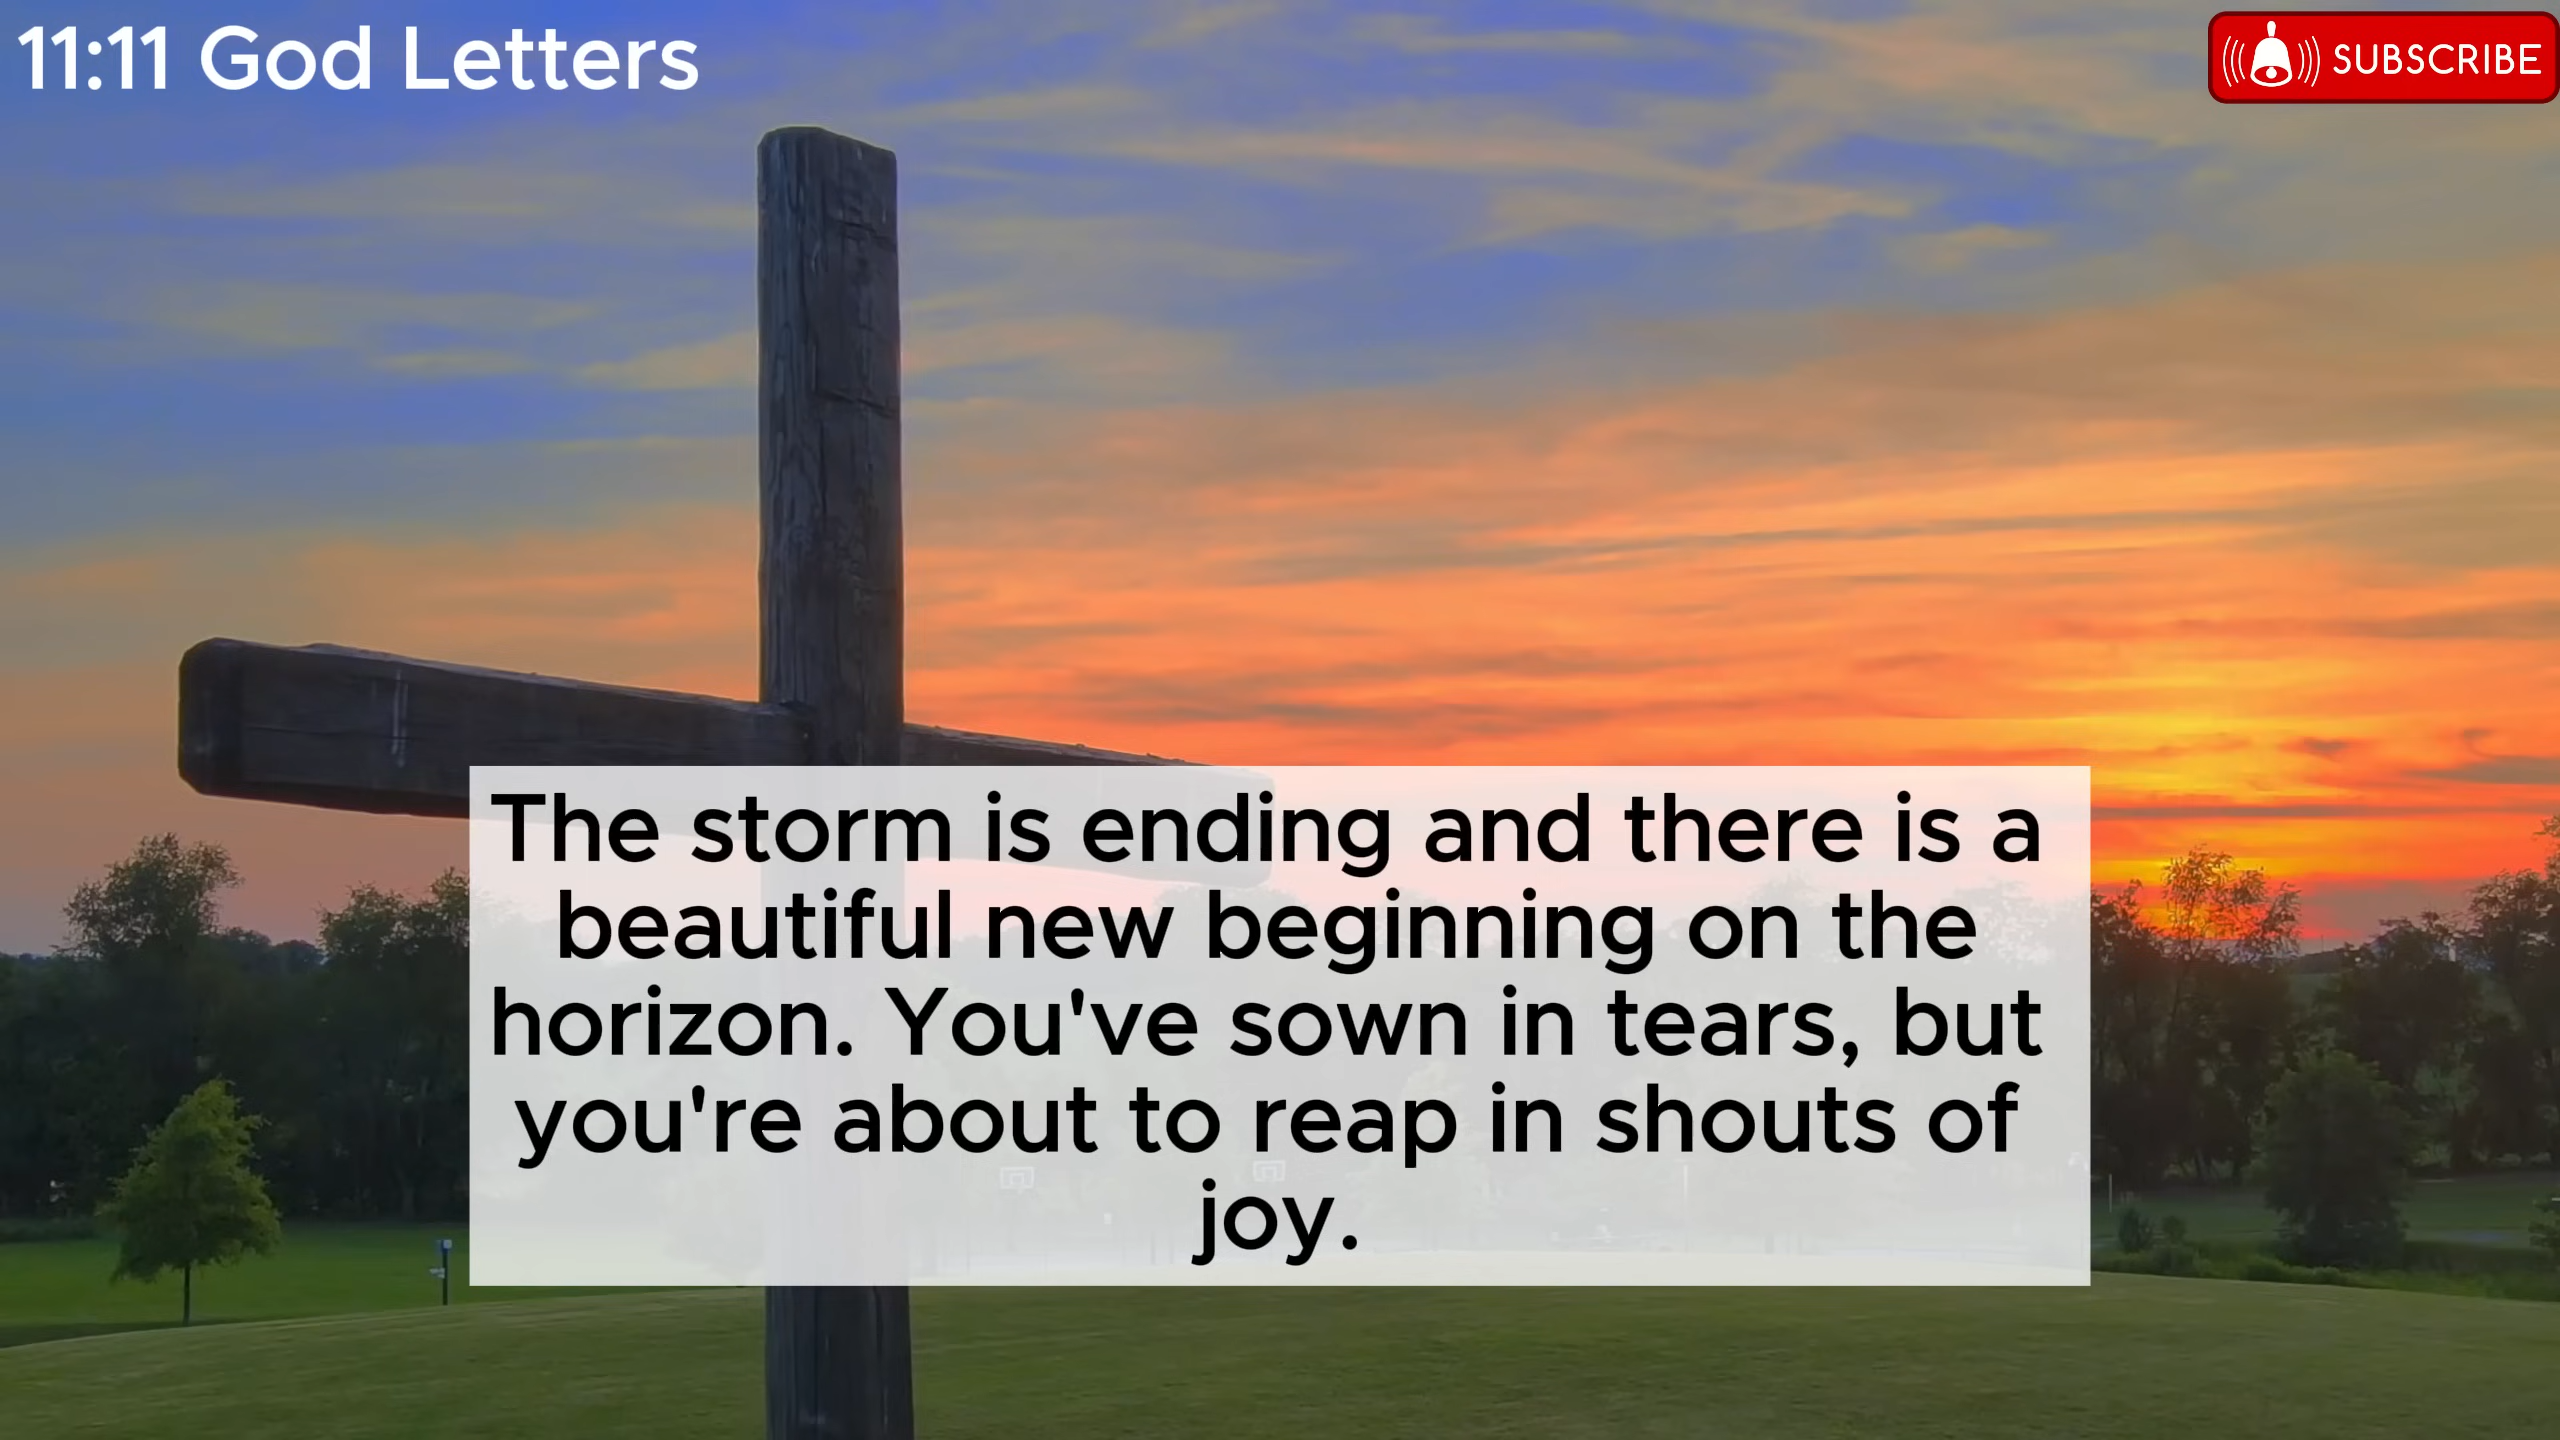 11:11 God Letters
SUBSCRIBE
The storm is ending and there is a
beautiful new beginning on the
horizon. You've sown in tears, but
you're about to reap in shouts of
joy.